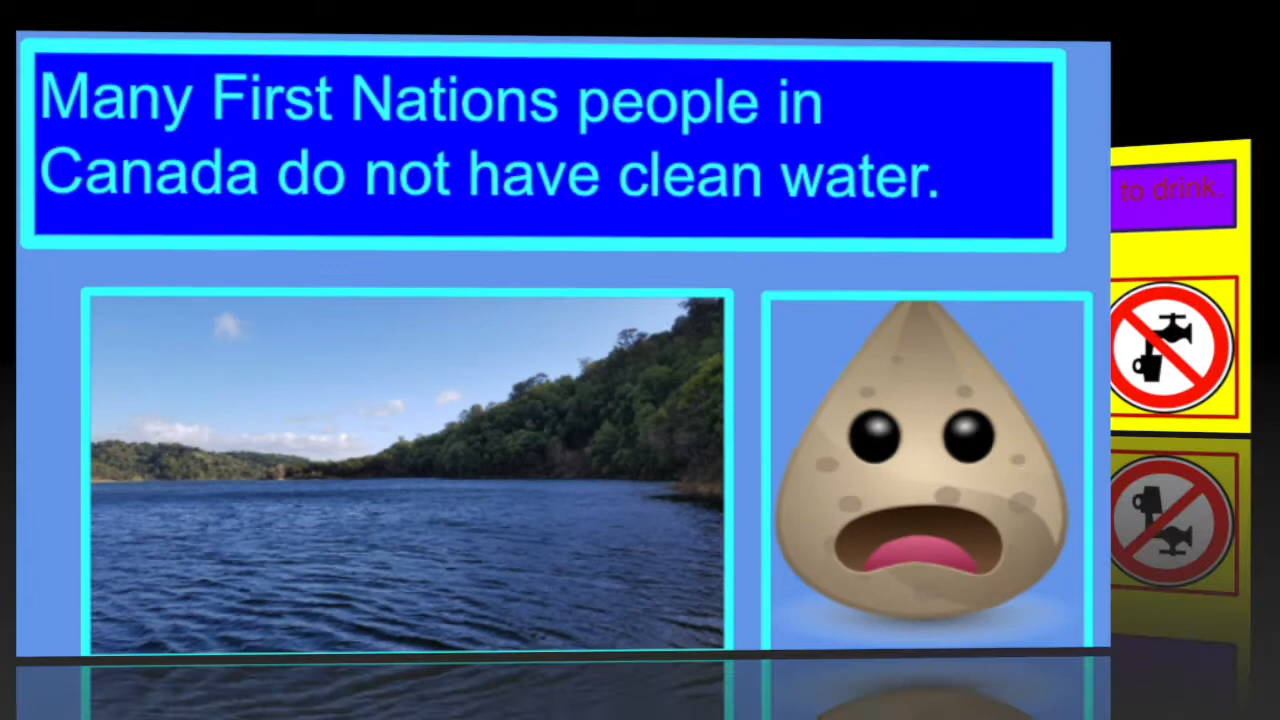 Many First Nations people in
Canada do not have clean water.
to drink.